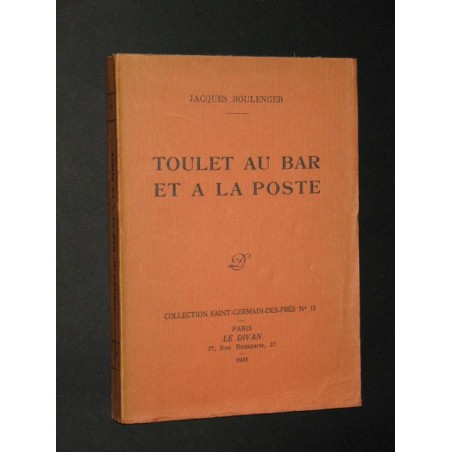 JACQUES BOULENGER
TOULET AU BAR
ET A LA POSTE
COLLECTION SAINT-GERMAIN-DES-PRÉS N° 15
PARIS
LE DIVAN
37, Rue Bonaparte, 37